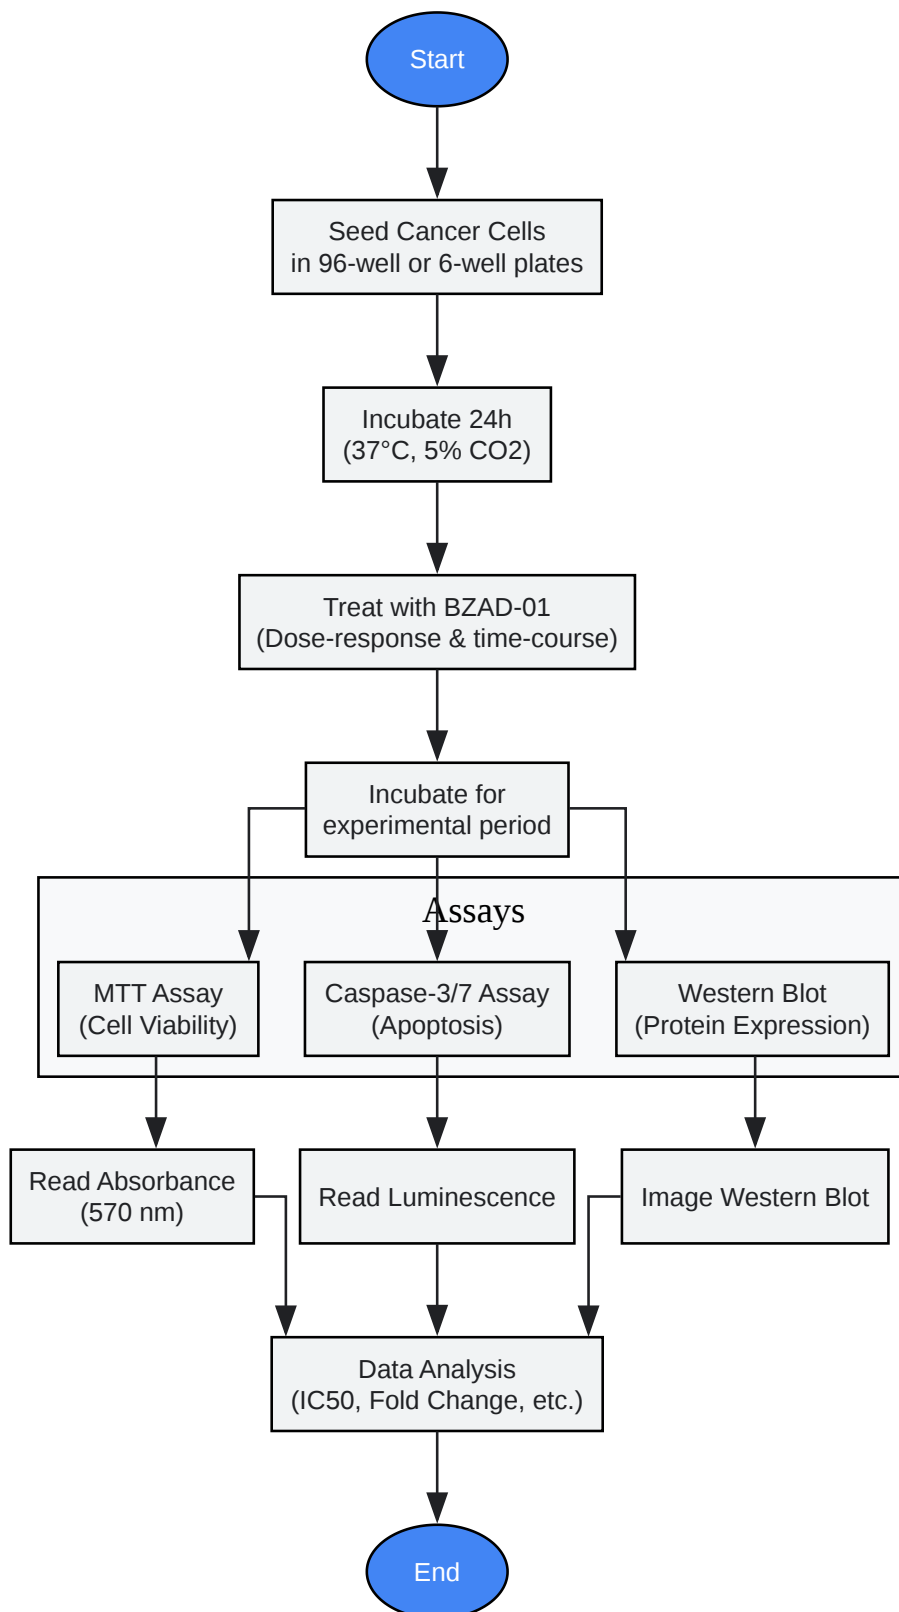 Start
Seed Cancer Cells
in 96-well or 6-well plates
Incubate 24h
(37°C, 5% CO2)
Treat with BZAD-01
(Dose-response & time-course)
Incubate for
experimental period
Assays
MTT Assay
(Cell Viability)
Caspase-3/7 Assay
(Apoptosis)
Western Blot
(Protein Expression)
Read Absorbance
(570 nm)
Read Luminescence
Image Western Blot
Data Analysis
(IC50, Fold Change, etc.)
End